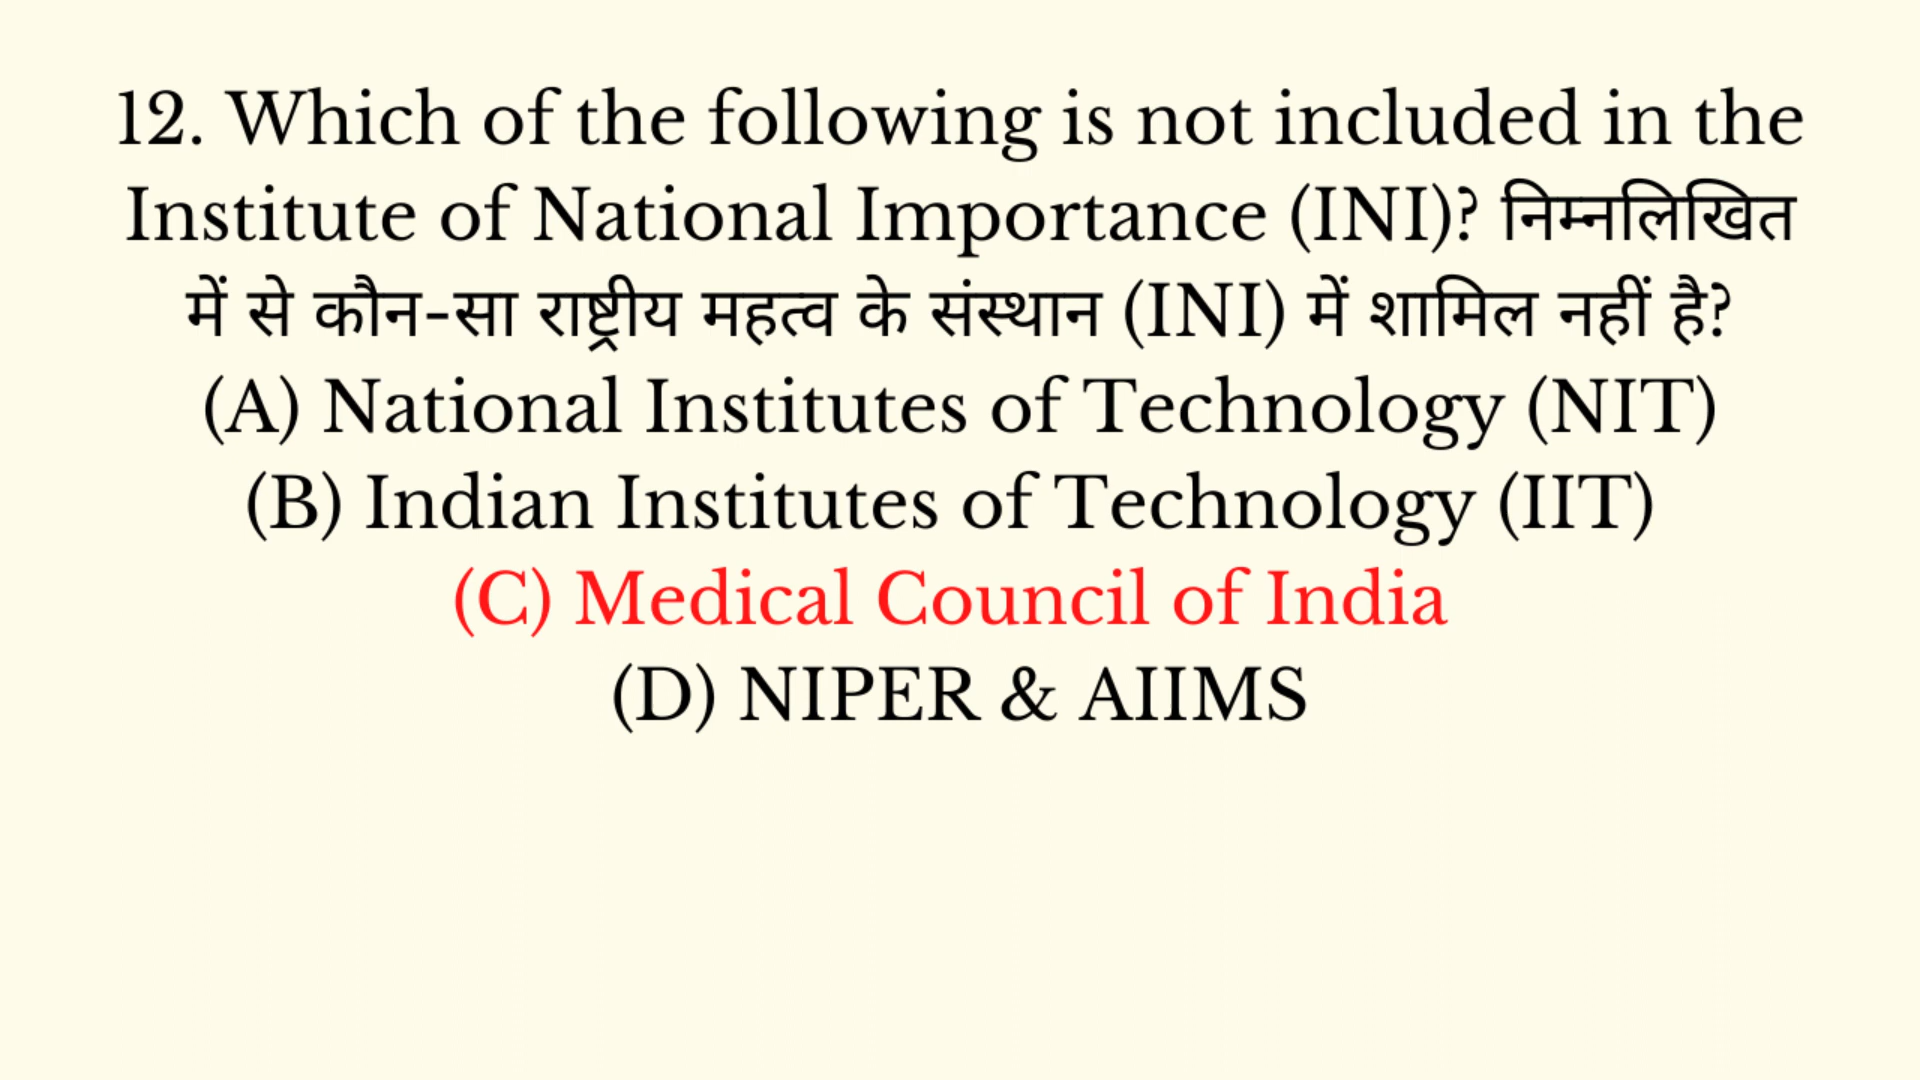 12. Which of the following is not included in the
Institute of National Importance (INI)? निम्नलिखित
में से कौन-सा राष्ट्रीय महत्व के संस्थान (INI) में शामिल नहीं है?
(A) National Institutes of Technology (NIT)
(B) Indian Institutes of Technology (IIT)
(C) Medical Council of India
(D) NIPER & AIIMS